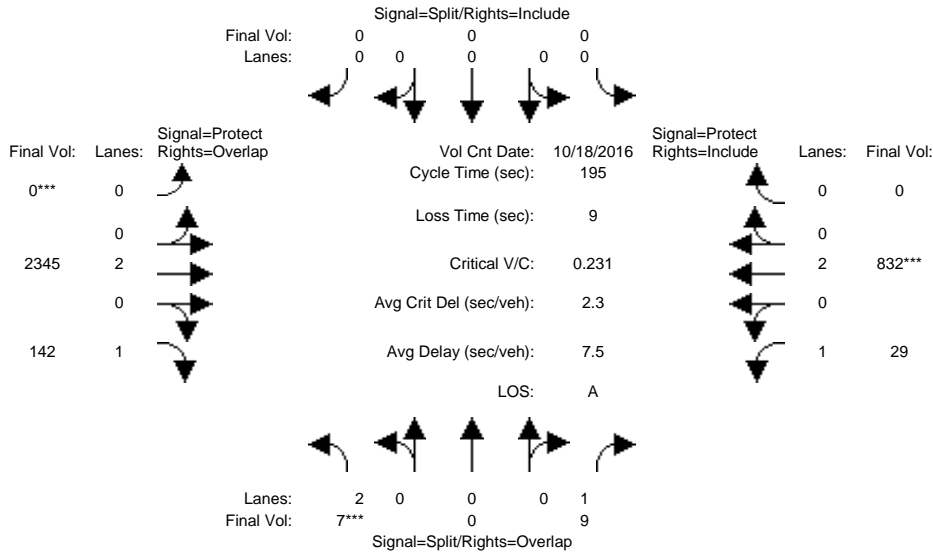 Signal=Split/Rights=Include
Final Vol: 0 0 0
Lanes: 0 0 0 0 0
Signal=Protect Signal=Protect
Final Vol: Lanes: Rights=Overlap Vol Cnt Date: 10/18/2016 Rights=Include Lanes: Final Vol:
Cycle Time (sec): 195
0*** 0 0 0
Loss Time (sec): 9
0 0
2345 2 Critical V/C: 0.231 2 832***
0 Avg Crit Del (sec/veh): 2.3 0
142 1 Avg Delay (sec/veh): 7.5 1 29
LOS: A
Lanes: 2 0 0 0 1
Final Vol: 7*** 0 9
Signal=Split/Rights=Overlap